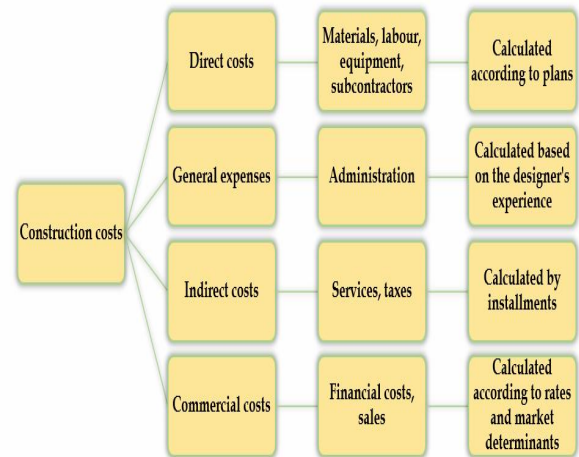 Construction costs
Direct costs
Materials, labour,
equipment,
subcontractors
Calculated
according to plans
General expenses
Administration
Calculated based
on the designer's
experience
Indirect costs
Services, taxes
Calculated by
installments
Commercial costs
Financial costs,
sales
Calculated
according to rates
and market
determinants